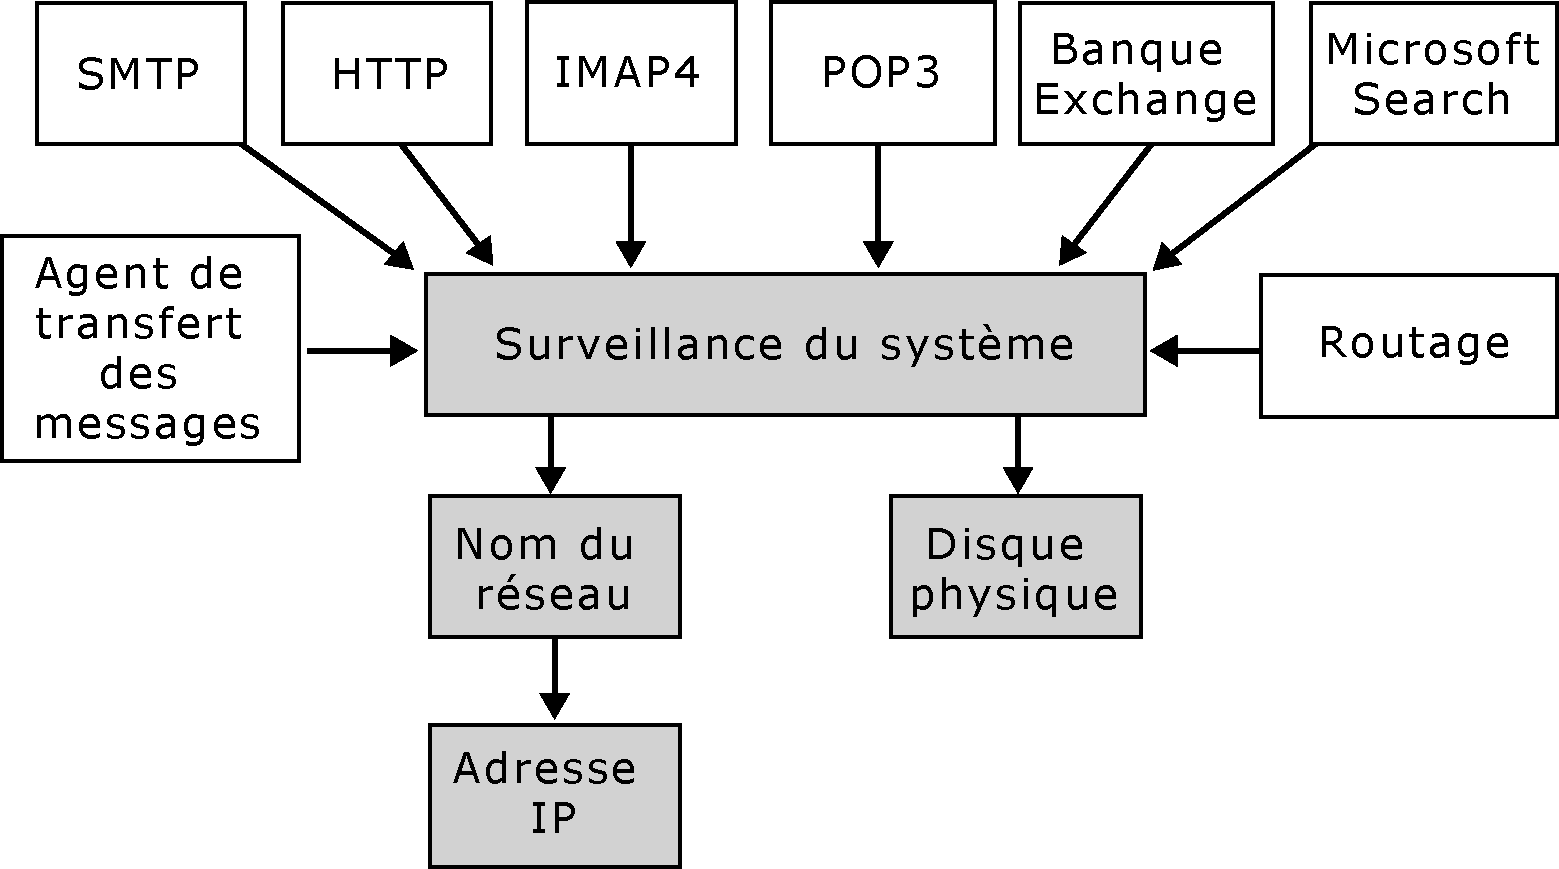 SMTP
HTTP
IMAP4
POP3
Banque
Exchange
Microsoft
Search
Agent de
transfert
des
messages
Surveillance du système
Routage
Nom du
réseau
Disque
physique
Adresse
IP